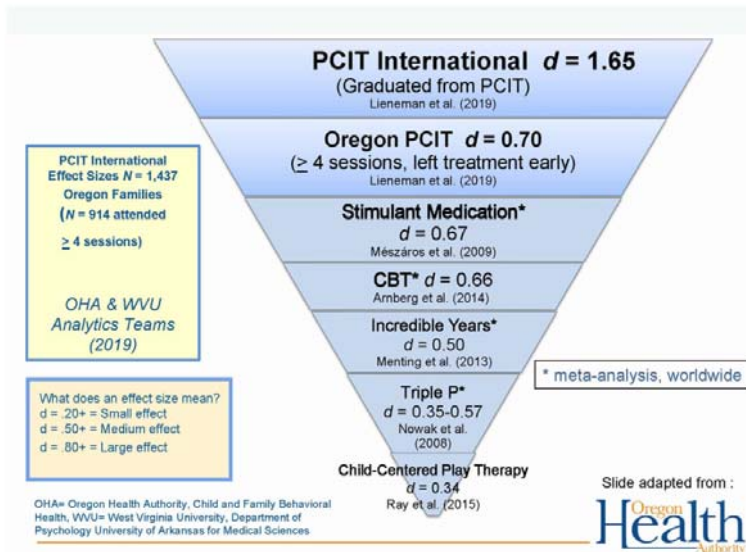 PCIT International d = 1.65
(Graduated from PCIT)
Lieneman et al. (2019)
Oregon PCIT d = 0.70
(≥ 4 sessions, left treatment early)
Lieneman et al. (2019)
Stimulant Medication*
d = 0.67
Mészáros et al. (2009)
CBT* d = 0.66
Arnberg et al. (2014)
Incredible Years*
d = 0.50
Menting et al. (2013)
Triple P*
d = 0.35-0.57
Nowak et al.
(2008)
Child-Centered Play Therapy
d = 0.34
Ray et al. (2015)
PCIT International
Effect Sizes N = 1,437
Oregon Families
(N = 914 attended
≥ 4 sessions)
OHA & WVU
Analytics Teams
(2019)
What does an effect size mean?
d = .20+ = Small effect
d = .50+ = Medium effect
d = .80+ = Large effect
* meta-analysis, worldwide
OHA= Oregon Health Authority, Child and Family Behavioral
Health, WVU= West Virginia University, Department of
Psychology University of Arkansas for Medical Sciences
Slide adapted from :
Oregon
Health
Authority